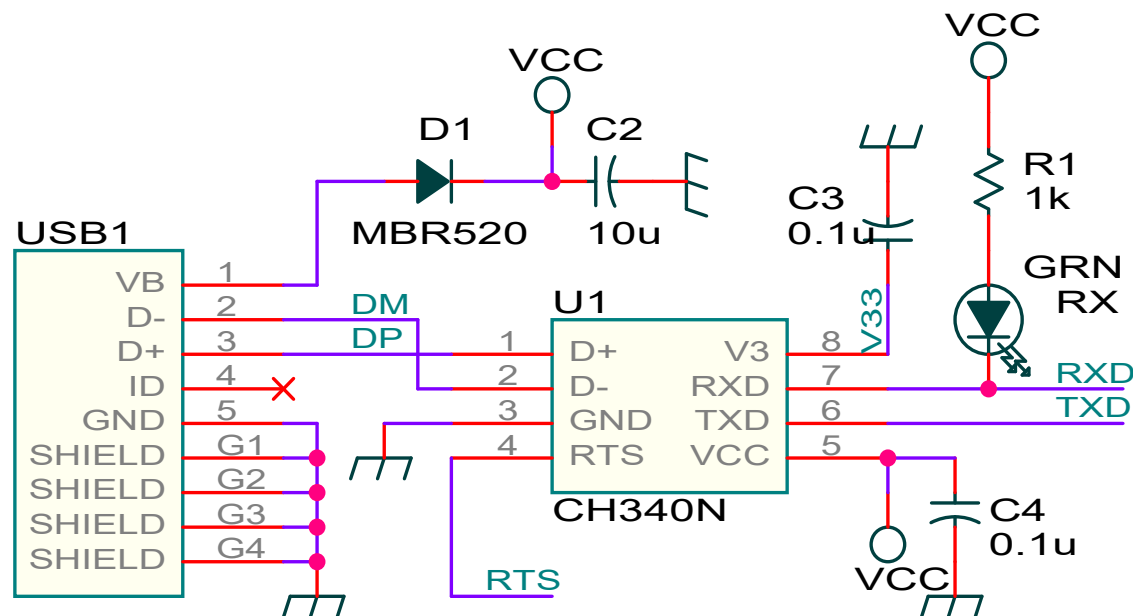 VCC
VCC
D1
C2
MBR520
10u
C3
0.1u
R1
1k
GRN
RX
USB1
VB 1
D- 2
D+ 3
ID 4
GND 5
SHIELD G1
SHIELD G2
SHIELD G3
SHIELD G4
DM
DP
U1
1 D+
2 D-
3 GND
4 RTS
V3 8
RXD 7
TXD 6
VCC 5
CH340N
V33
RXD
TXD
RTS
VCC
C4
0.1u